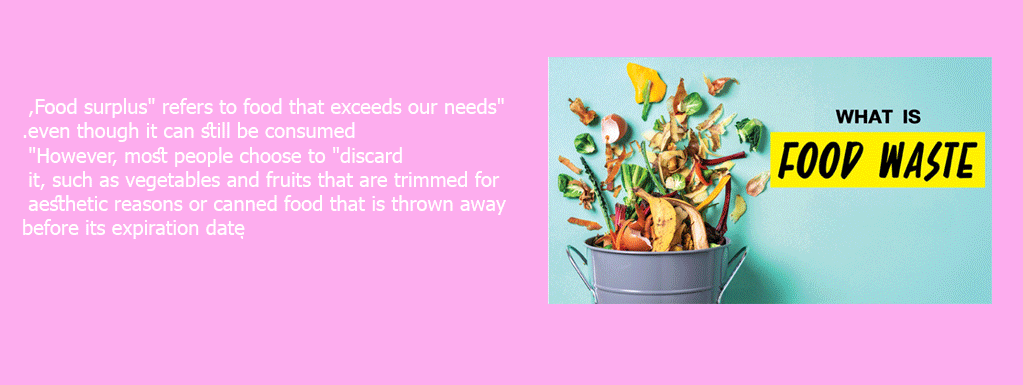 ,Food surplus" refers to food that exceeds our needs"
.even though it can still be consumed
"However, most people choose to "discard
it, such as vegetables and fruits that are trimmed for
aesthetic reasons or canned food that is thrown away
before its expiration date
WHAT IS
FOOD WASTE